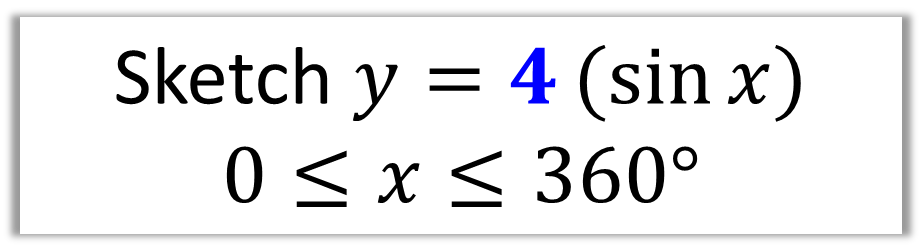 Sketch y = 4 (sin x)
0 ≤ x ≤ 360°